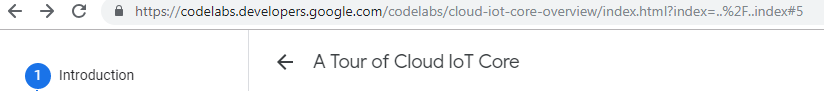 https://codelabs.developers.google.com/codelabs/cloud-iot-core-overview/index.html?index=..%2F..index#5
1 Introduction
A Tour of Cloud IoT Core